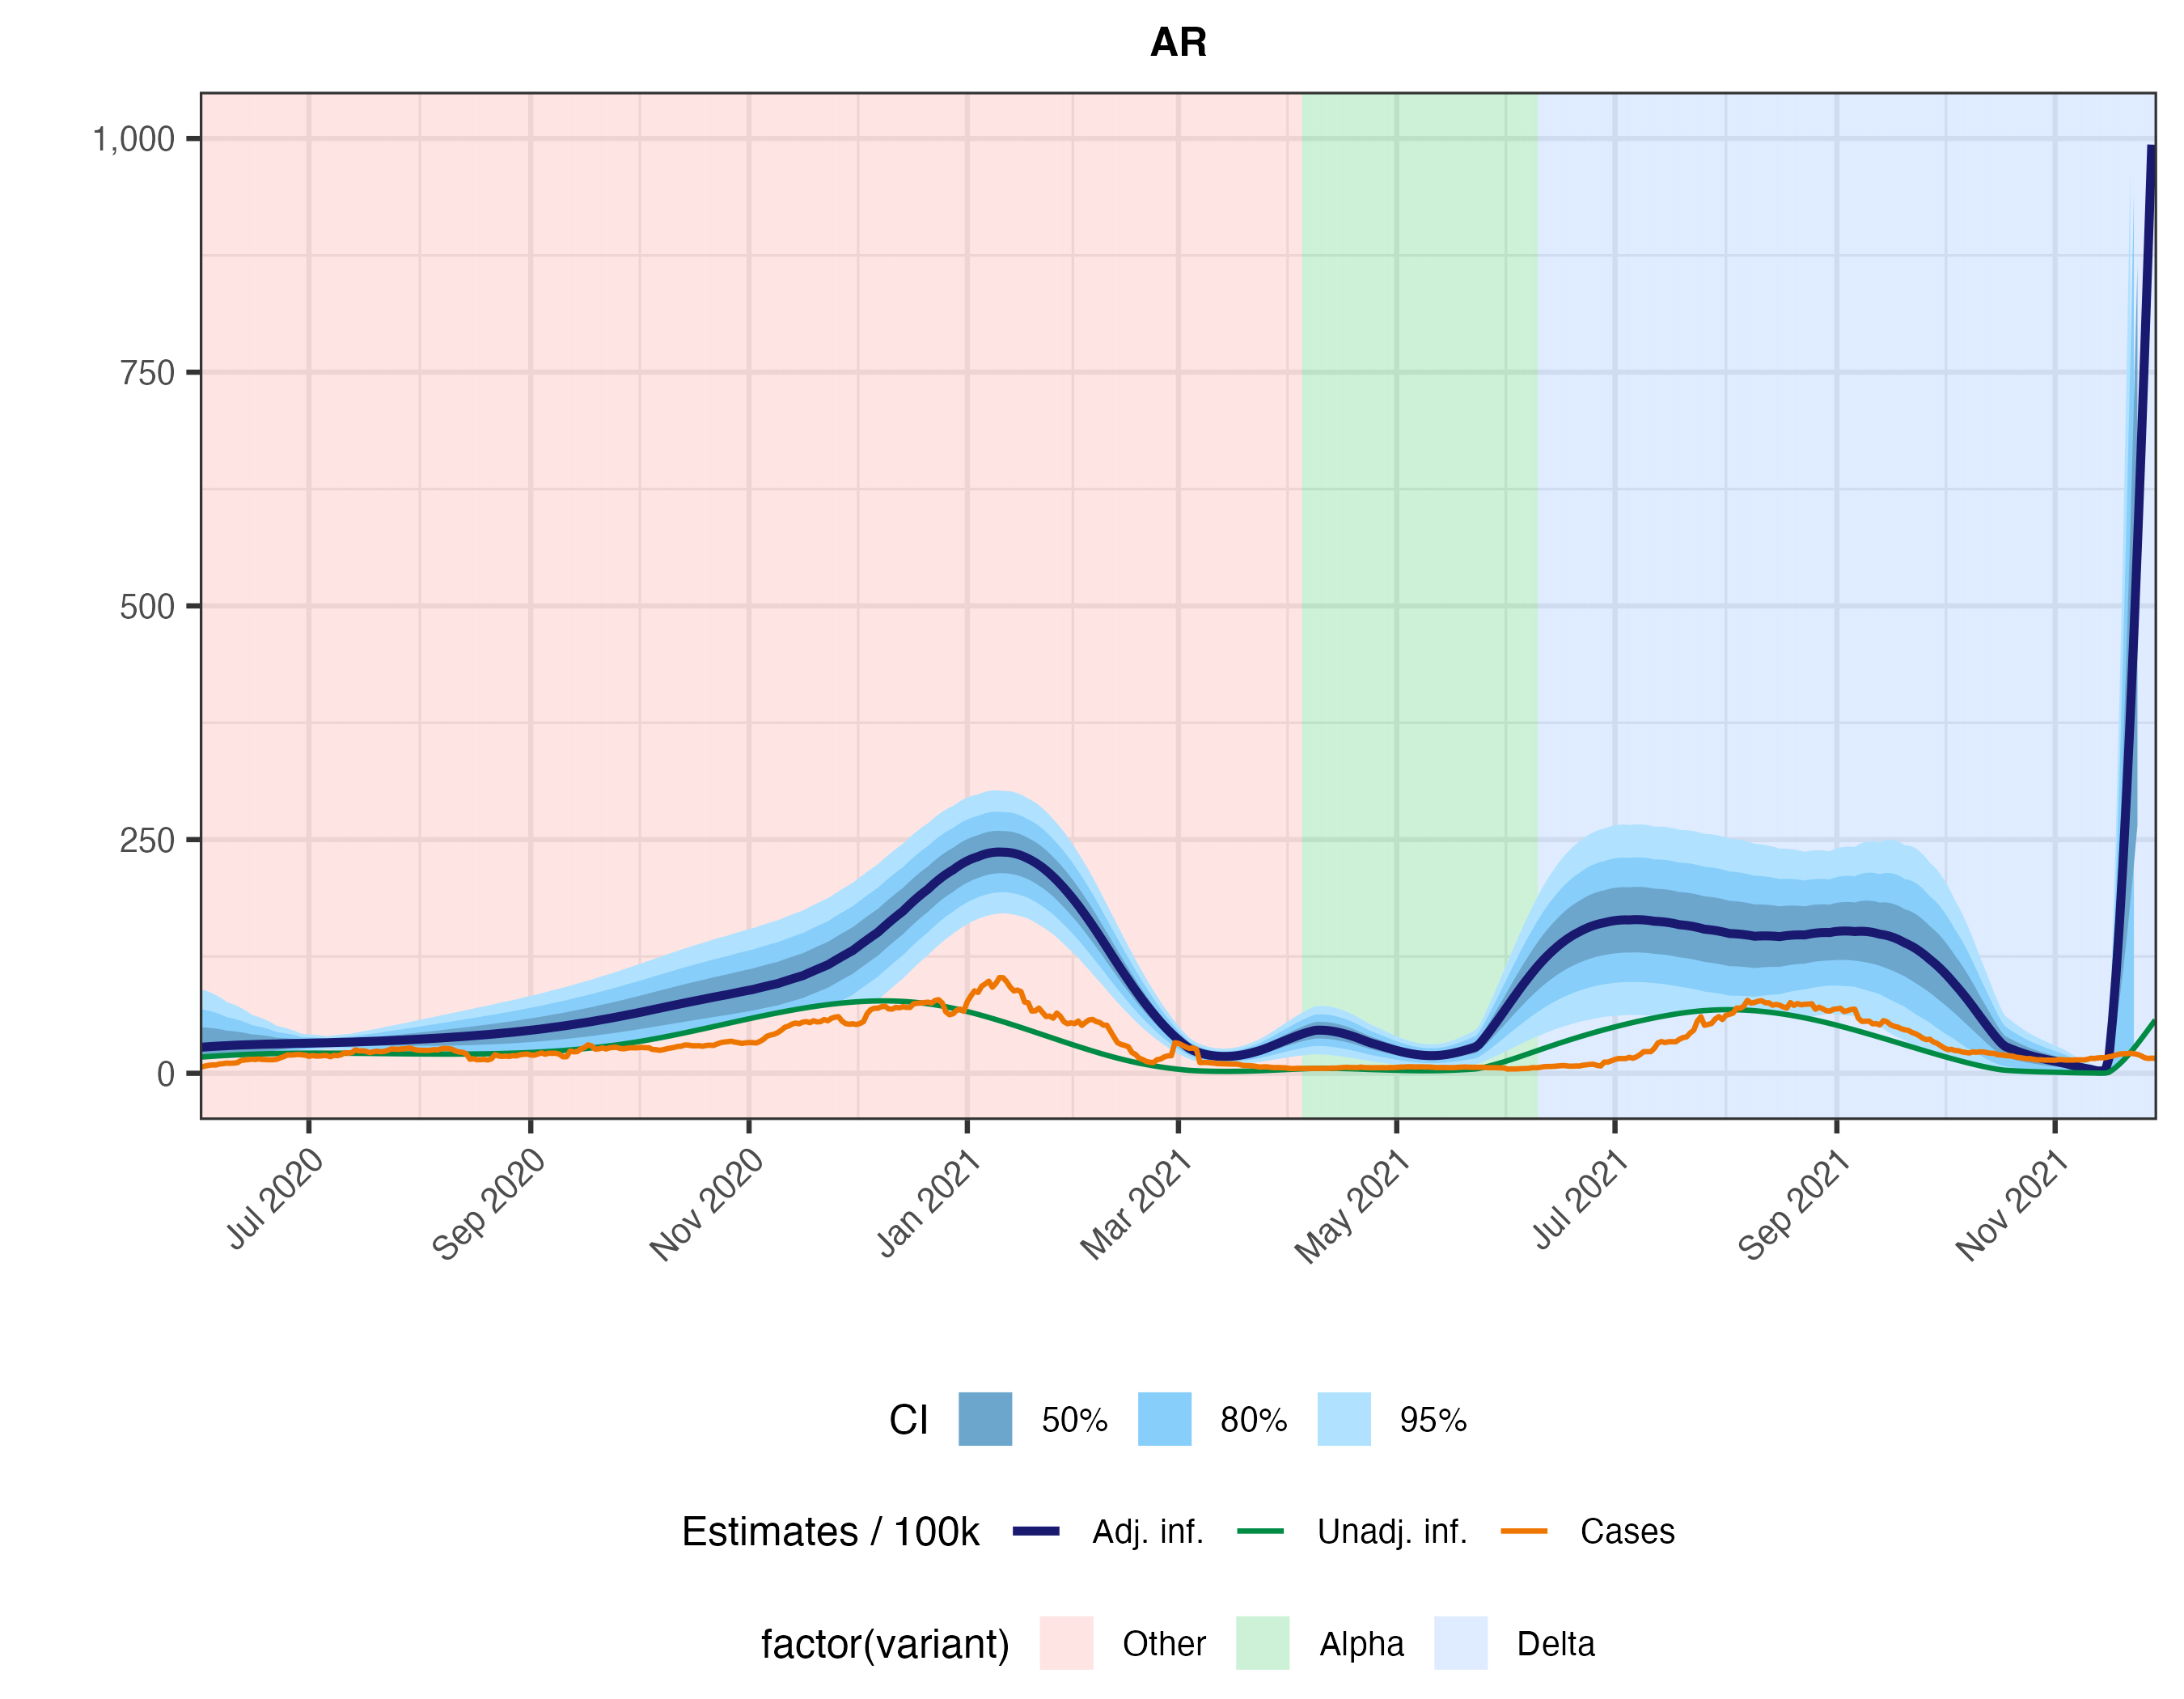 AR
1,000
750
500
250
0
Jul 2020
Sep 2020
Nov 2020
Jan 2021
Mar 2021
May 2021
Jul 2021
Sep 2021
Nov 2021
CI 50% 80% 95%
Estimates / 100k Adj. inf. Unadj. inf. Cases
factor(variant) Other Alpha Delta